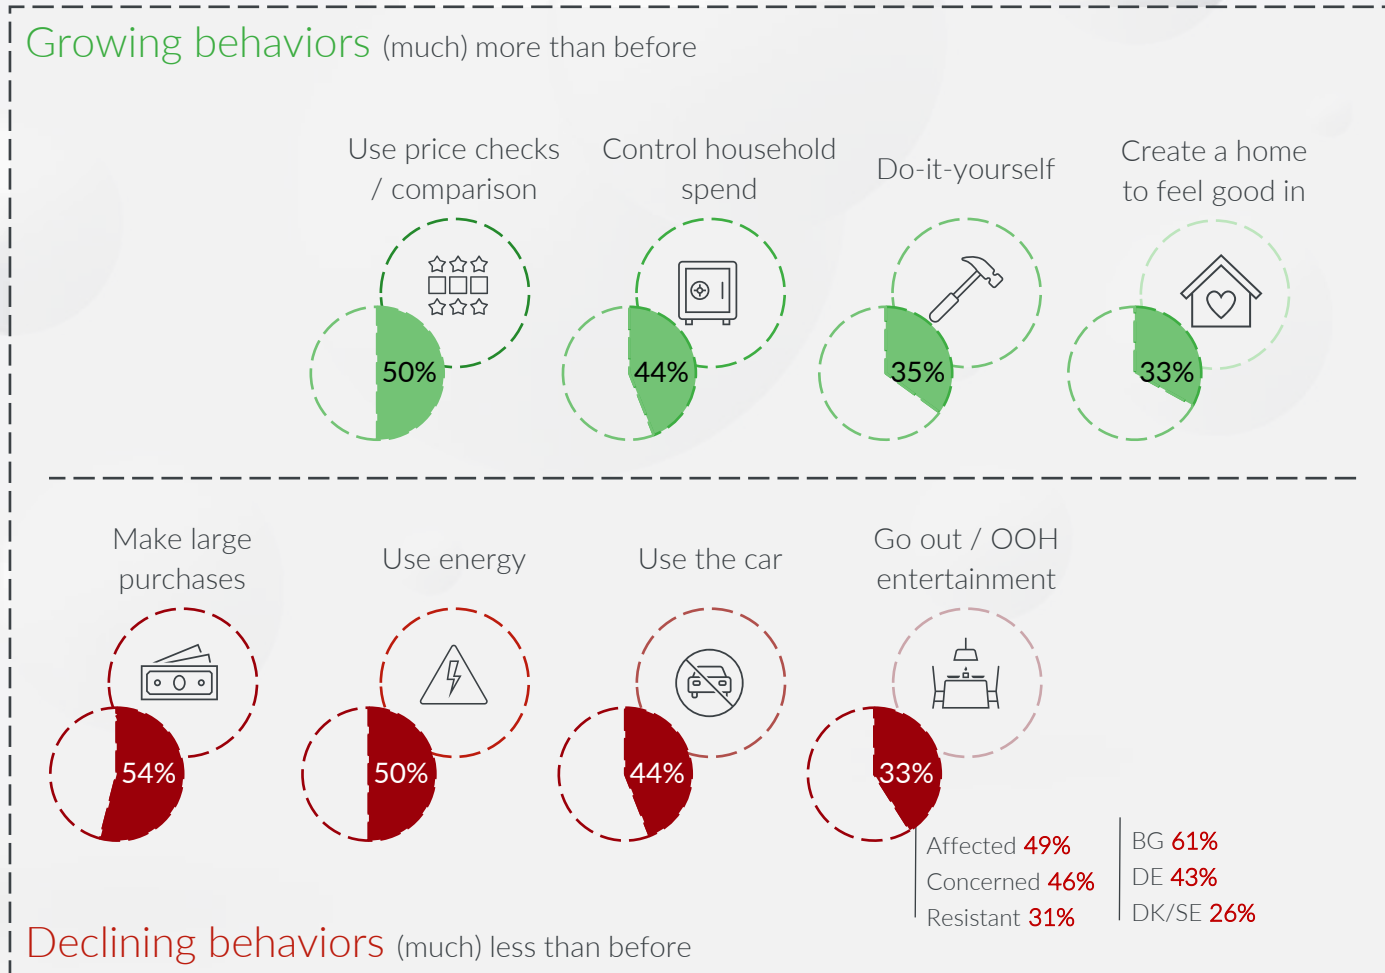 Growing behaviors (much) more than before
Use price checks
/ comparison
Control household
spend
Do-it-yourself
Create a home
to feel good in
50%
44%
35%
33%
Make large
purchases
Use energy
Use the car
Go out / OOH
entertainment
54%
50%
44%
33%
Affected 49%
Concerned 46%
Resistant 31%
BG 61%
DE 43%
DK/SE 26%
Declining behaviors (much) less than before